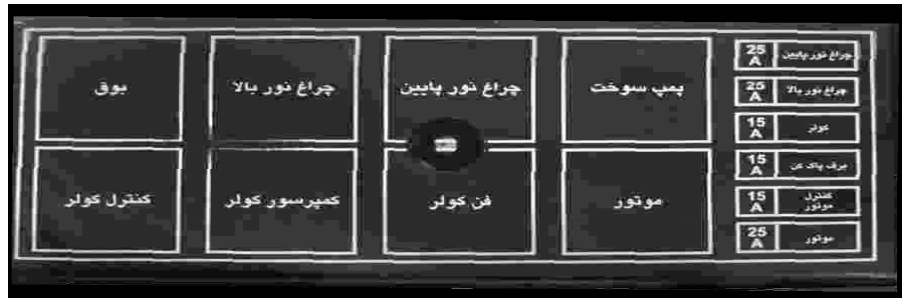 بوق
چراغ نور بالا
چراغ نور پایین
پمپ سوخت
کنترل کولر
کمپرسور کولر
فن کولر
موتور
25 A چراغ نور پایین
25 A چراغ نور بالا
15 A کولر
15 A برف پاک کن
15 A کنترل موتور
25 A موتور